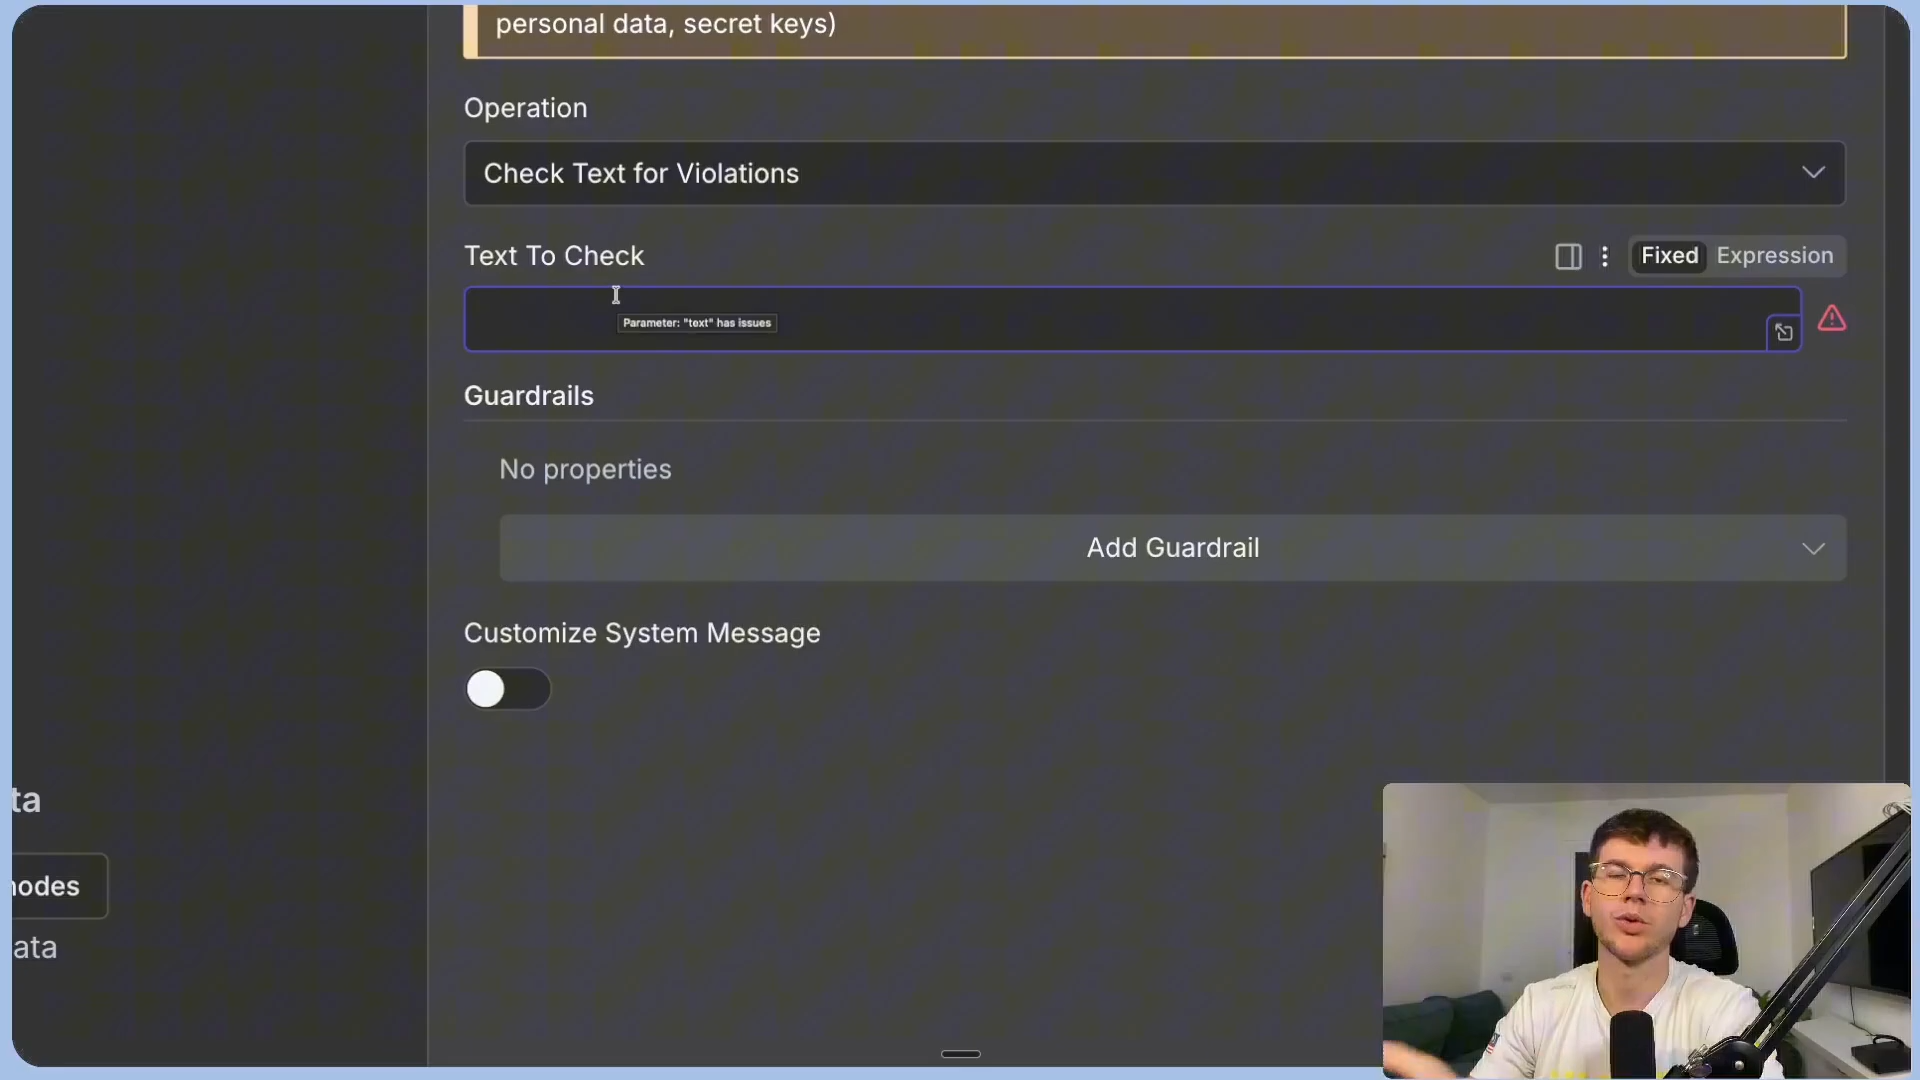 personal data, secret keys)
Operation
Check Text for Violations
Text To Check
Fixed
Expression
Parameter: "text" has issues
Guardrails
No properties
Add Guardrail
Customize System Message
ta
nodes
ata